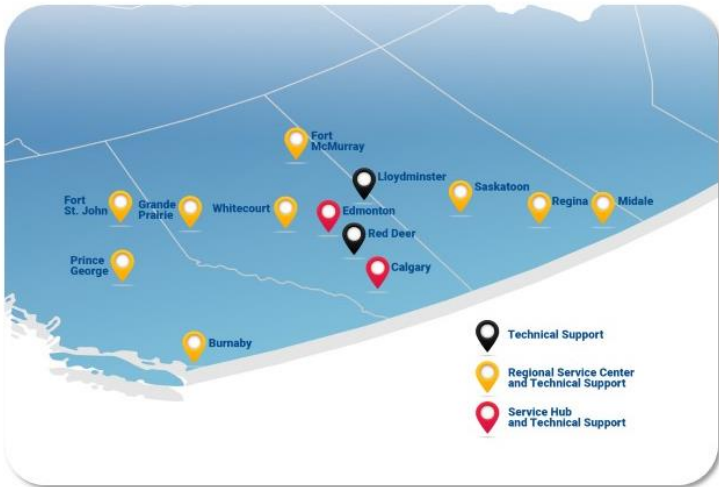 Fort
McMurray
Lloydminster
Saskatoon
Fort
St. John
Grande
Prairie
Whitecourt
Edmonton
Regina
Midale
Red Deer
Prince
George
Calgary
Burnaby
Technical Support
Regional Service Center
and Technical Support
Service Hub
and Technical Support